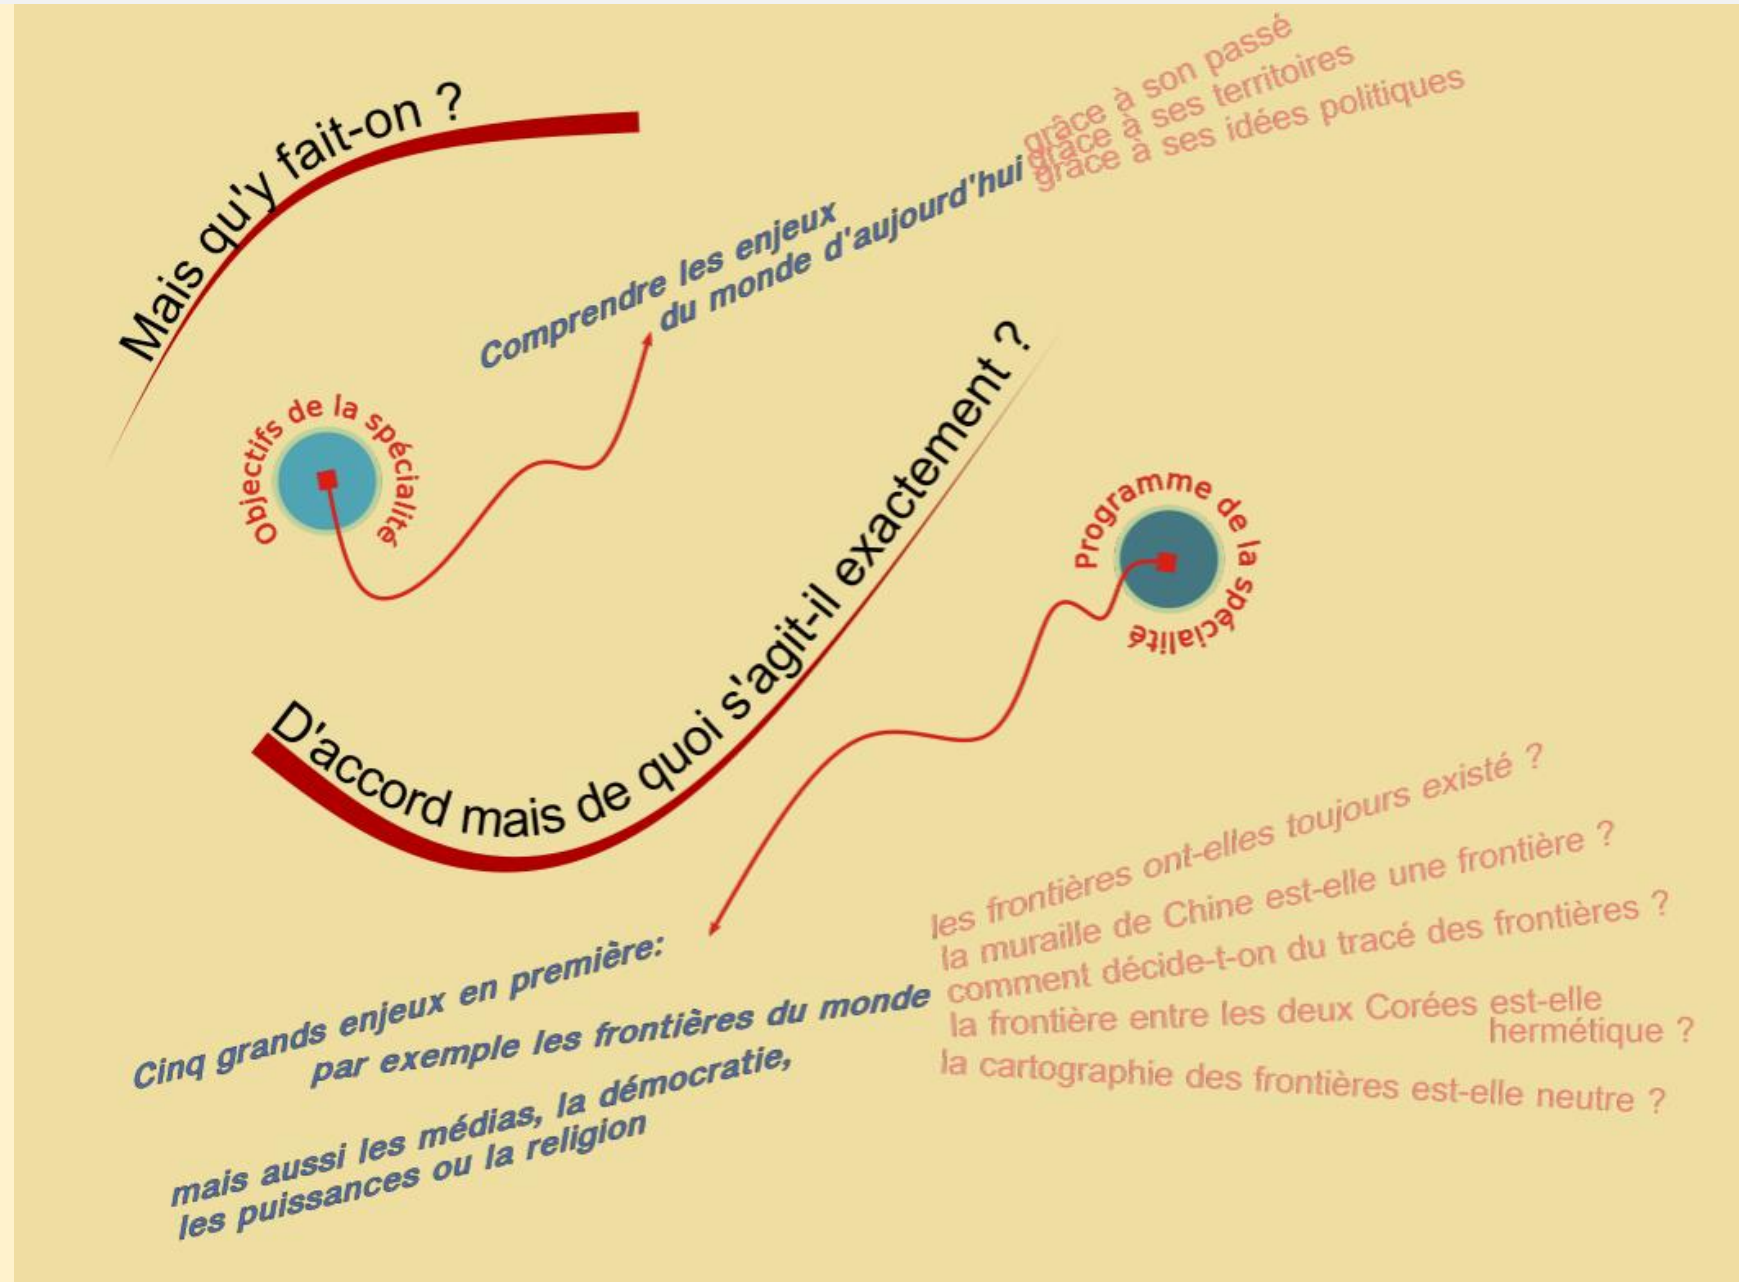 Mais qu'y fait-on ?
Objectifs de la spécialité
Comprendre les enjeux
du monde d'aujourd'hui
grâce à son passé
grâce à ses territoires
grâce à ses idées politiques
D'accord mais de quoi s'agit-il exactement ?
Programme de la spécialité
Cinq grands enjeux en première:
par exemple les frontières du monde
les frontières ont-elles toujours existé ?
la muraille de Chine est-elle une frontière ?
comment décide-t-on du tracé des frontières ?
la frontière entre les deux Corées est-elle
hermétique ?
la cartographie des frontières est-elle neutre ?
mais aussi les médias, la démocratie,
les puissances ou la religion